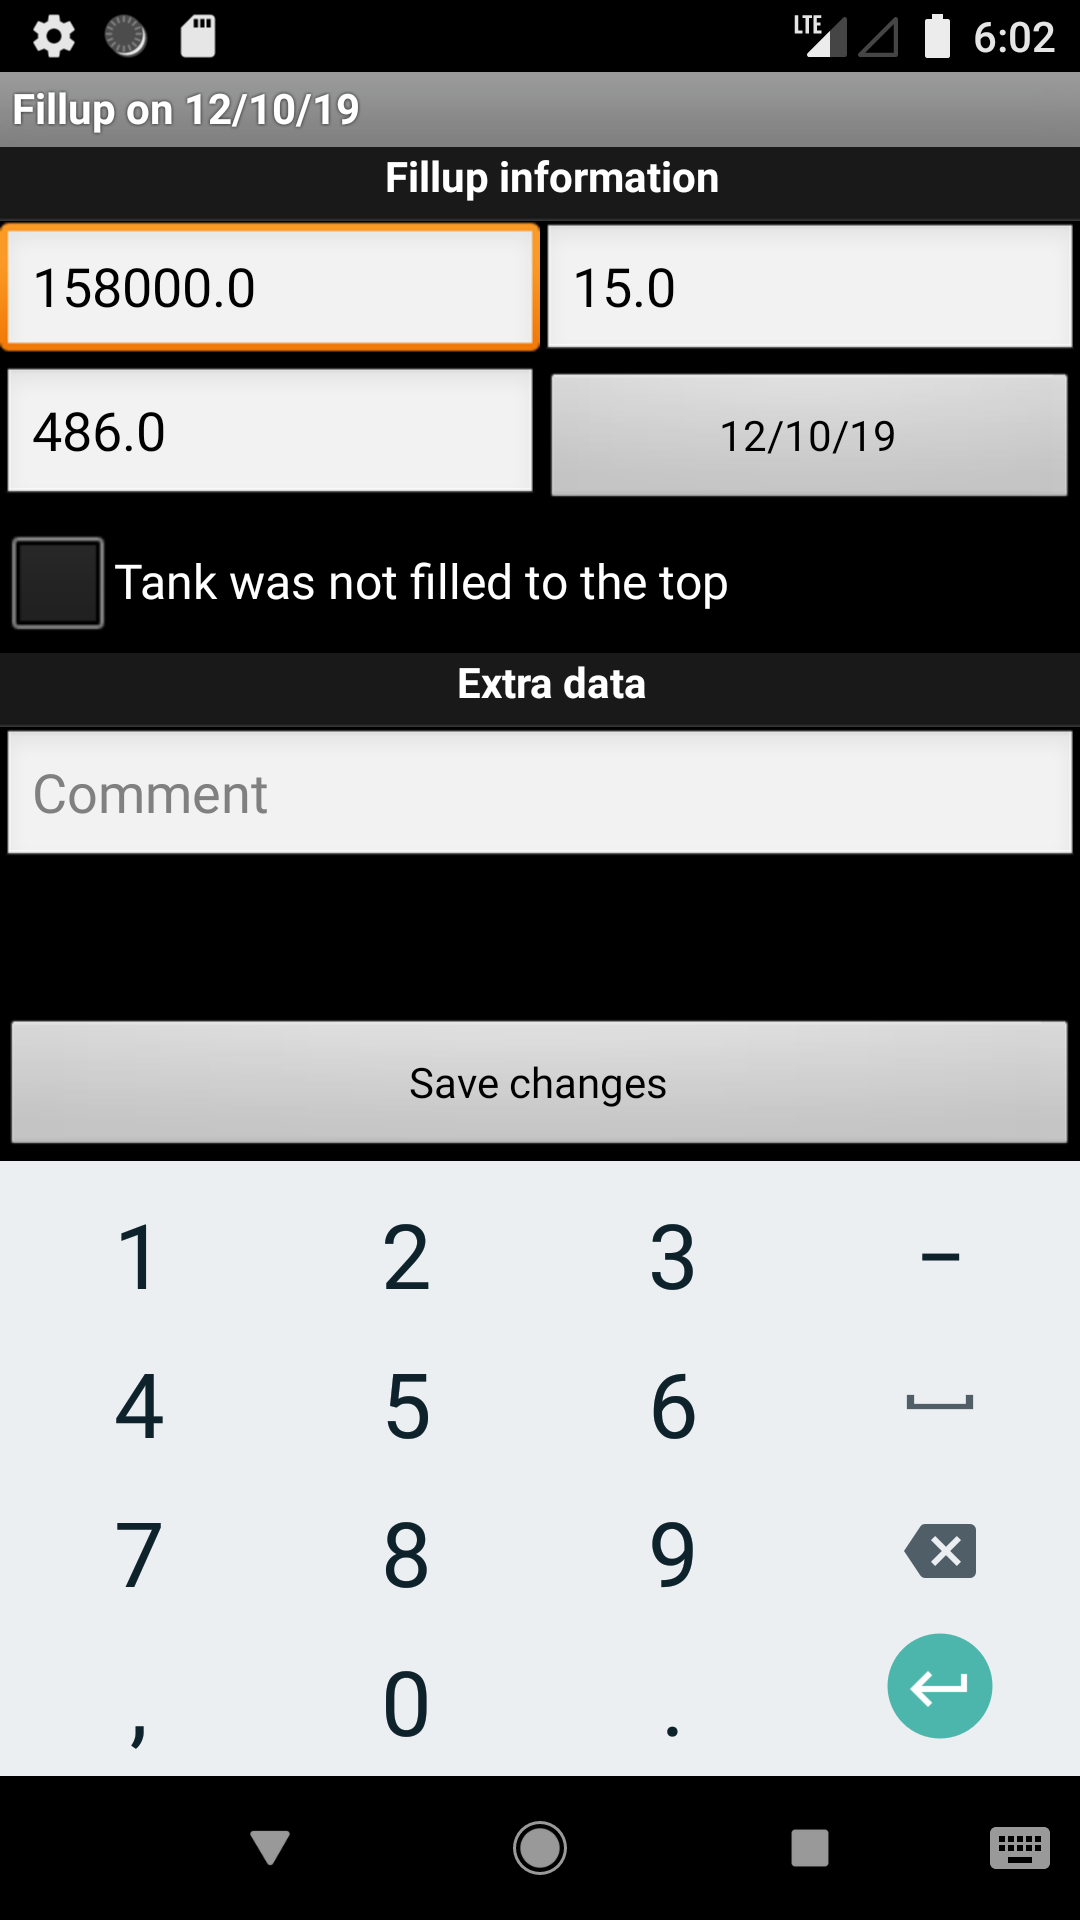 LTE 6:02
Fillup on 12/10/19
Fillup information
158000.0 15.0
486.0 12/10/19
Tank was not filled to the top
Extra data
Comment
Save changes
1 2 3 –
4 5 6
7 8 9
, 0 .